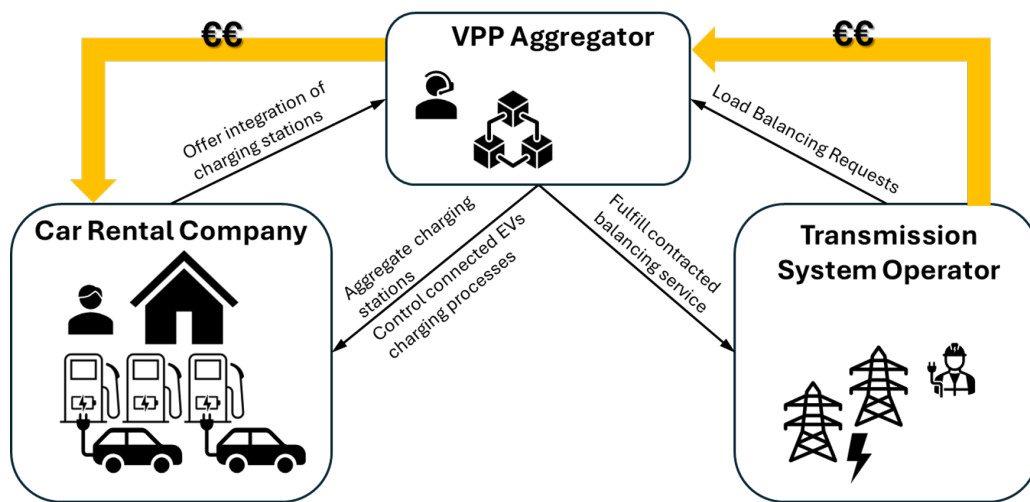 €€
VPP Aggregator
€€
Offer integration of
charging stations
Load Balancing Requests
Car Rental Company
Aggregate charging
stations
Control connected EVs
charging processes
Fulfill contracted
balancing service
Transmission
System Operator